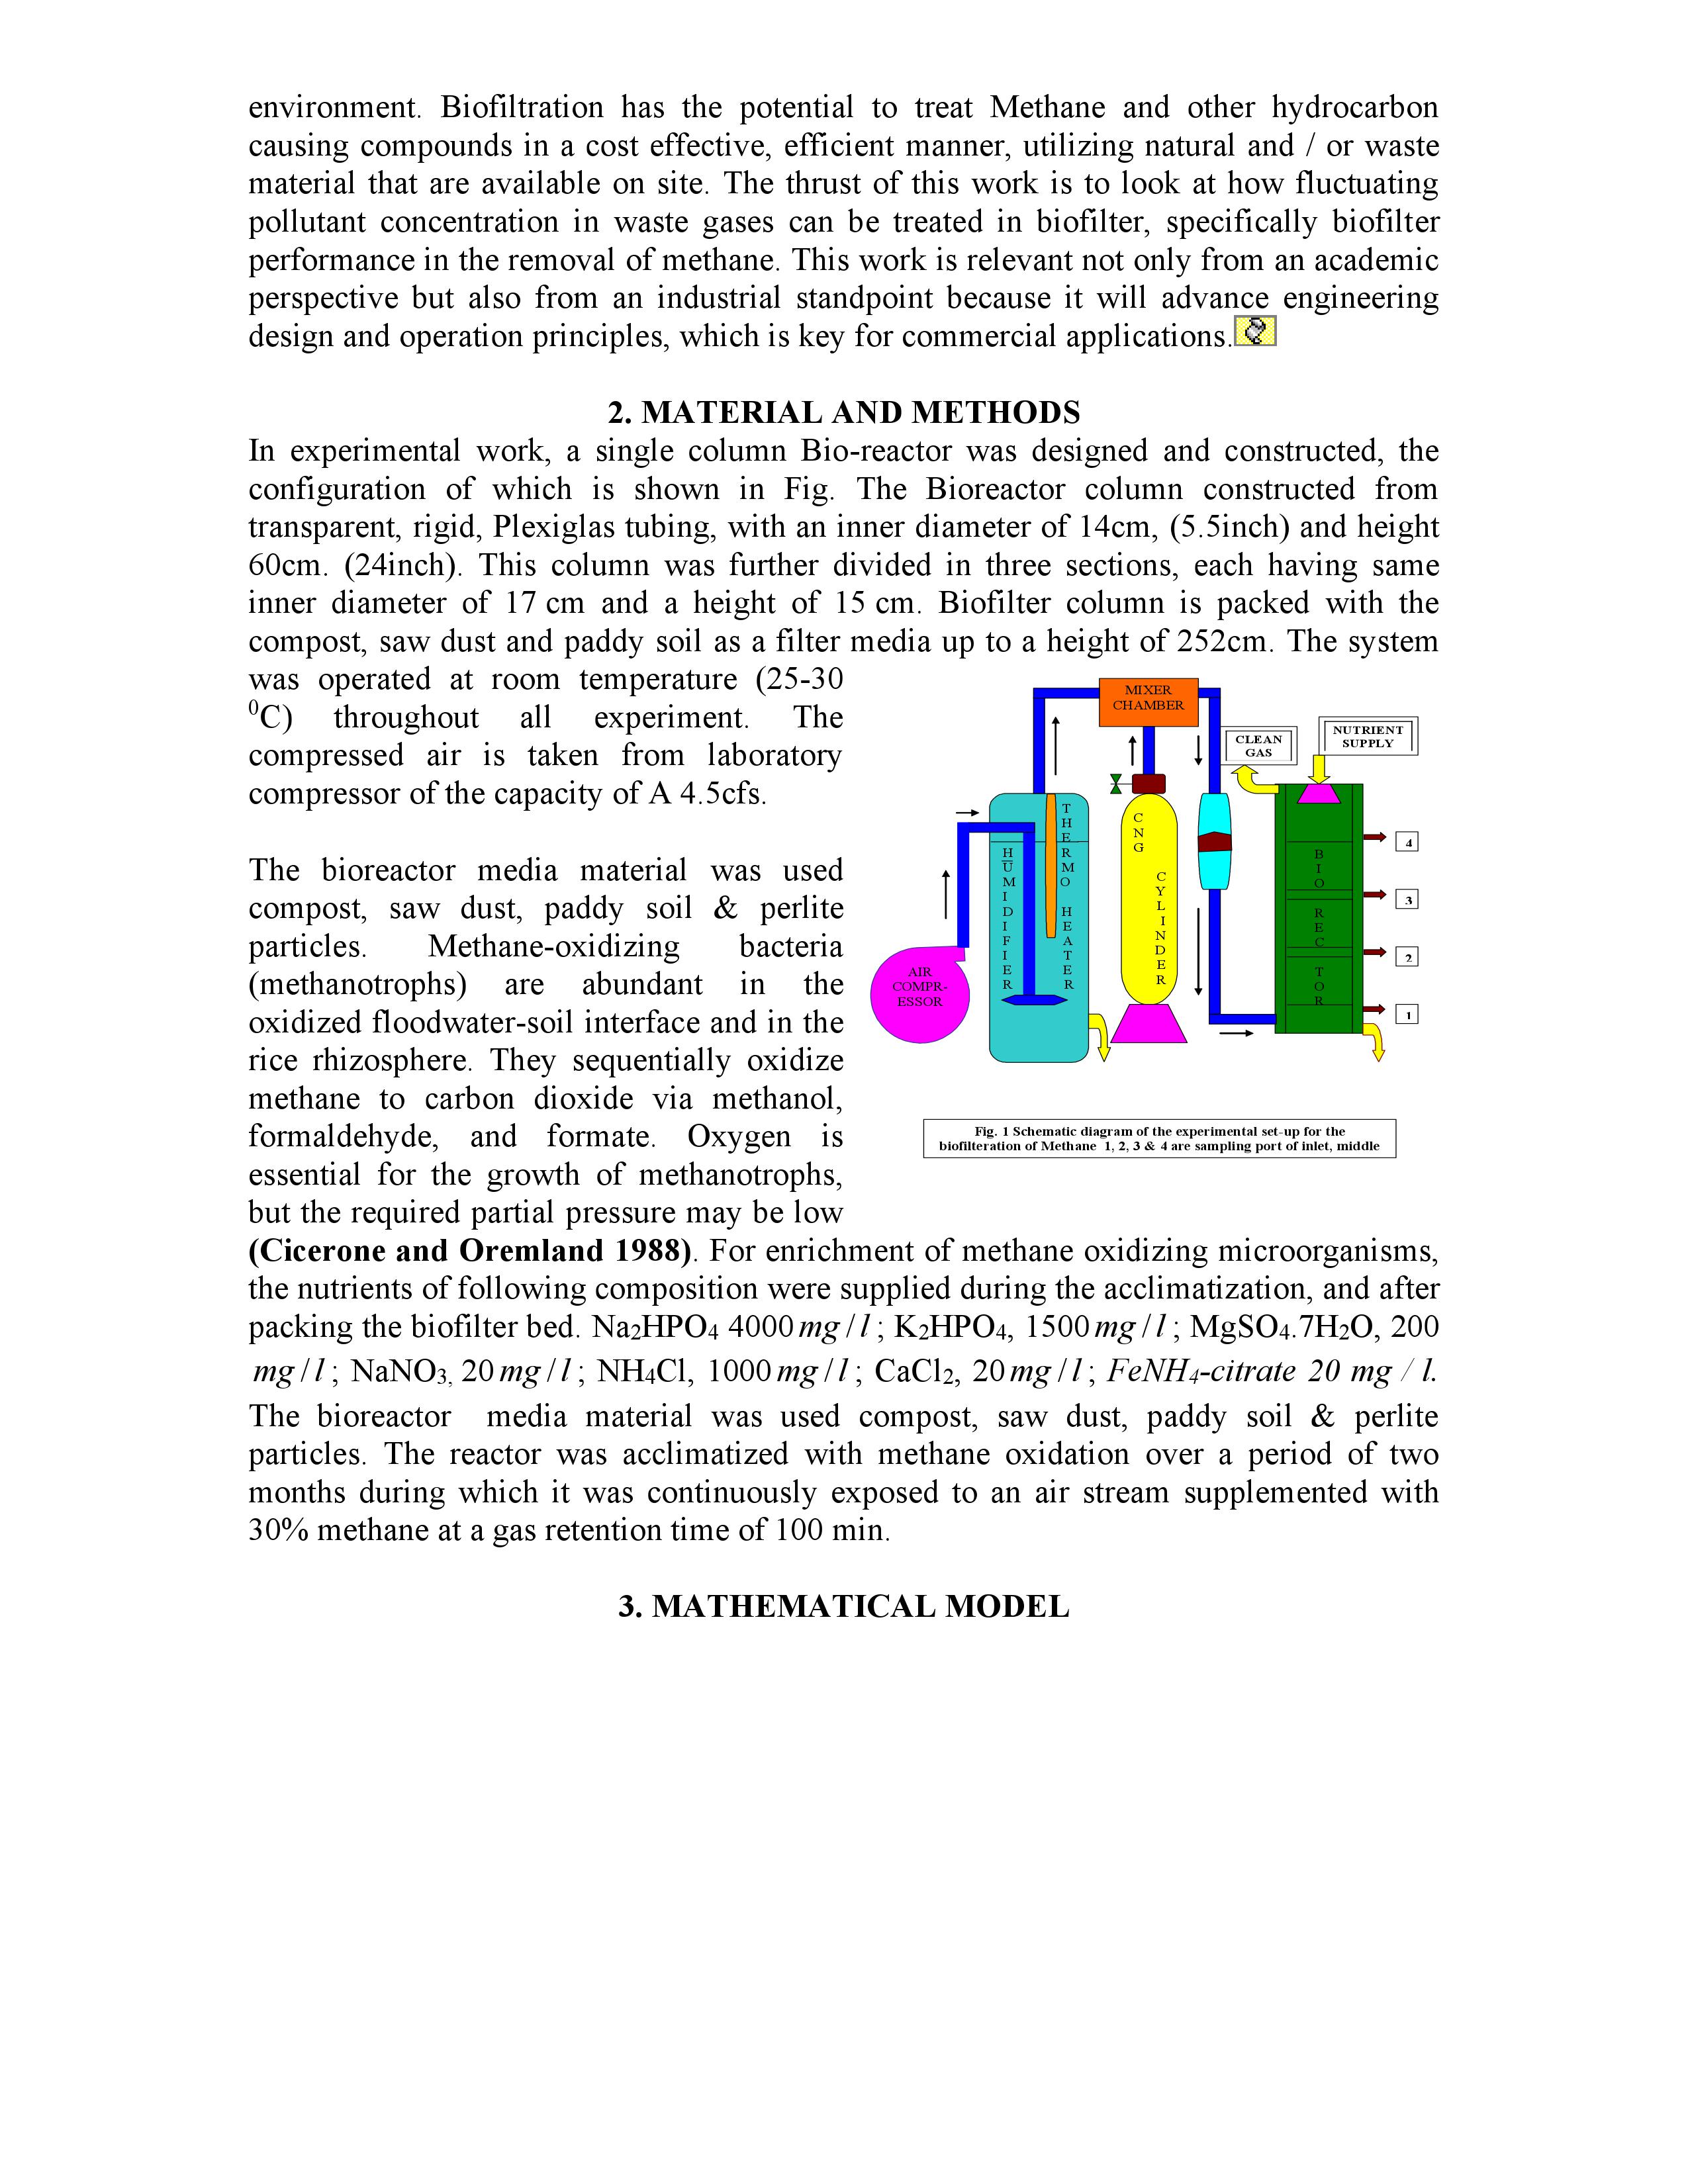 environment. Biofiltration has the potential to treat Methane and other hydrocarbon
causing compounds in a cost effective, efficient manner, utilizing natural and / or waste
material that are available on site. The thrust of this work is to look at how fluctuating
pollutant concentration in waste gases can be treated in biofilter, specifically biofilter
performance in the removal of methane. This work is relevant not only from an academic
perspective but also from an industrial standpoint because it will advance engineering
design and operation principles, which is key for commercial applications.
2. MATERIAL AND METHODS
In experimental work, a single column Bio-reactor was designed and constructed, the
configuration of which is shown in Fig. The Bioreactor column constructed from
transparent, rigid, Plexiglas tubing, with an inner diameter of 14cm, (5.5inch) and height
60cm. (24inch). This column was further divided in three sections, each having same
inner diameter of 17 cm and a height of 15 cm. Biofilter column is packed with the
compost, saw dust and paddy soil as a filter media up to a height of 252cm. The system
was operated at room temperature (25-30
⁰C) throughout all experiment. The
compressed air is taken from laboratory
compressor of the capacity of A 4.5cfs.
The bioreactor media material was used
compost, saw dust, paddy soil & perlite
particles. Methane-oxidizing bacteria
(methanotrophs) are abundant in the
oxidized floodwater-soil interface and in the
rice rhizosphere. They sequentially oxidize
methane to carbon dioxide via methanol,
formaldehyde, and formate. Oxygen is
essential for the growth of methanotrophs,
but the required partial pressure may be low
MIXER
CHAMBER
CLEAN
GAS
NUTRIENT
SUPPLY
THERMO HEATER
HUMIDIFIER
CNG
CYLINDER
BIO REC TOR
AIR
COMPR-
ESSOR
4
3
2
1
Fig. 1 Schematic diagram of the experimental set-up for the
biofilteration of Methane 1, 2, 3 & 4 are sampling port of inlet, middle
(Cicerone and Oremland 1988). For enrichment of methane oxidizing microorganisms,
the nutrients of following composition were supplied during the acclimatization, and after
packing the biofilter bed. Na₂HPO₄ 4000 mg / l ; K₂HPO₄, 1500 mg / l ; MgSO₄.7H₂O, 200
mg / l ; NaNO₃, 20 mg / l ; NH₄Cl, 1000 mg / l ; CaCl₂, 20 mg / l ; FeNH₄-citrate 20 mg / l.
The bioreactor media material was used compost, saw dust, paddy soil & perlite
particles. The reactor was acclimatized with methane oxidation over a period of two
months during which it was continuously exposed to an air stream supplemented with
30% methane at a gas retention time of 100 min.
3. MATHEMATICAL MODEL